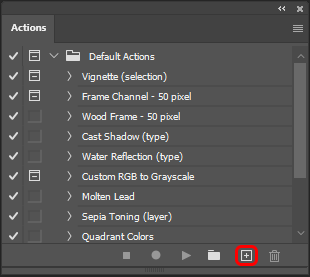 Actions
Default Actions
Vignette (selection)
Frame Channel - 50 pixel
Wood Frame - 50 pixel
Cast Shadow (type)
Water Reflection (type)
Custom RGB to Grayscale
Molten Lead
Sepia Toning (layer)
Quadrant Colors